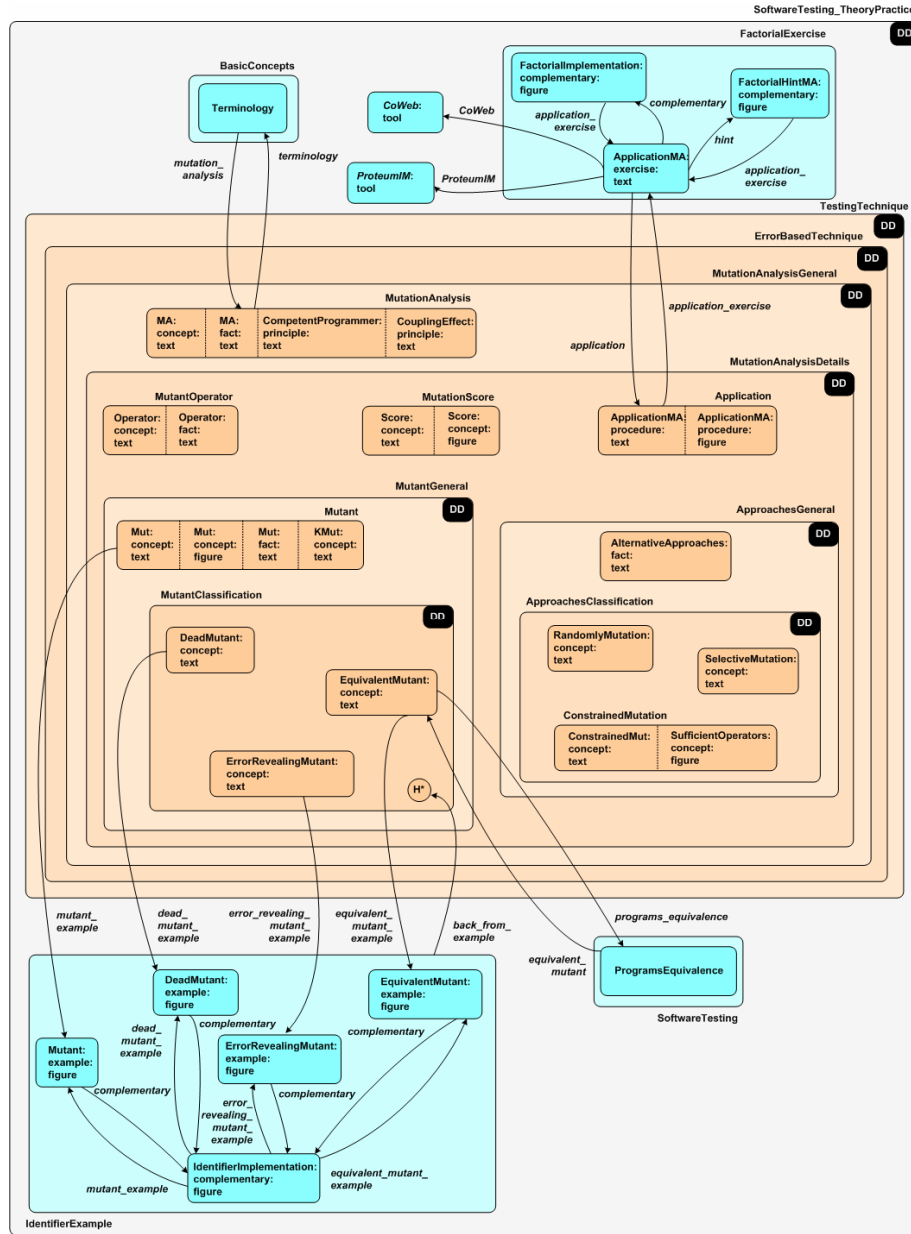 SoftwareTesting_TheoryPractice
DD
FactorialExercise
BasicConcepts
Terminology
CoWeb:
tool
CoWeb
FactorialImplementation:
complementary:
figure
FactorialHintMA:
complementary:
figure
complementary
application_
exercise
hint
ApplicationMA:
exercise:
text
application_
exercise
mutation_
analysis
terminology
ProteumIM:
tool
ProteumIM
TestingTechnique
DD
ErrorBasedTechnique
DD
MutationAnalysisGeneral
DD
MutationAnalysis
MA:
concept:
text
MA:
fact:
text
CompetentProgrammer:
principle:
text
CouplingEffect:
principle:
text
application_exercise
application
MutationAnalysisDetails
DD
MutantOperator
Operator:
concept:
text
Operator:
fact:
text
MutationScore
Score:
concept:
text
Score:
concept:
figure
Application
ApplicationMA:
procedure:
text
ApplicationMA:
procedure:
figure
MutantGeneral
DD
Mutant
Mut:
concept:
text
Mut:
concept:
figure
Mut:
fact:
text
KMut:
concept:
text
MutantClassification
DD
DeadMutant:
concept:
text
EquivalentMutant:
concept:
text
ErrorRevealingMutant:
concept:
text
H*
ApproachesGeneral
DD
AlternativeApproaches:
fact:
text
ApproachesClassification
DD
RandomlyMutation:
concept:
text
SelectiveMutation:
concept:
text
ConstrainedMutation
ConstrainedMut:
concept:
text
SufficientOperators:
concept:
figure
mutant_
example
dead_
mutant_
example
error_revealing_
mutant_
example
equivalent_
mutant_
example
back_from_
example
programs_equivalence
equivalent_
mutant
ProgramsEquivalence
SoftwareTesting
DeadMutant:
example:
figure
EquivalentMutant:
example:
figure
dead_
mutant_
example
complementary
complementary
Mutant:
example:
figure
ErrorRevealingMutant:
example:
figure
complementary
complementary
error_
revealing_
mutant_
example
IdentifierImplementation:
complementary:
figure
mutant_example
equivalent_mutant_
example
IdentifierExample